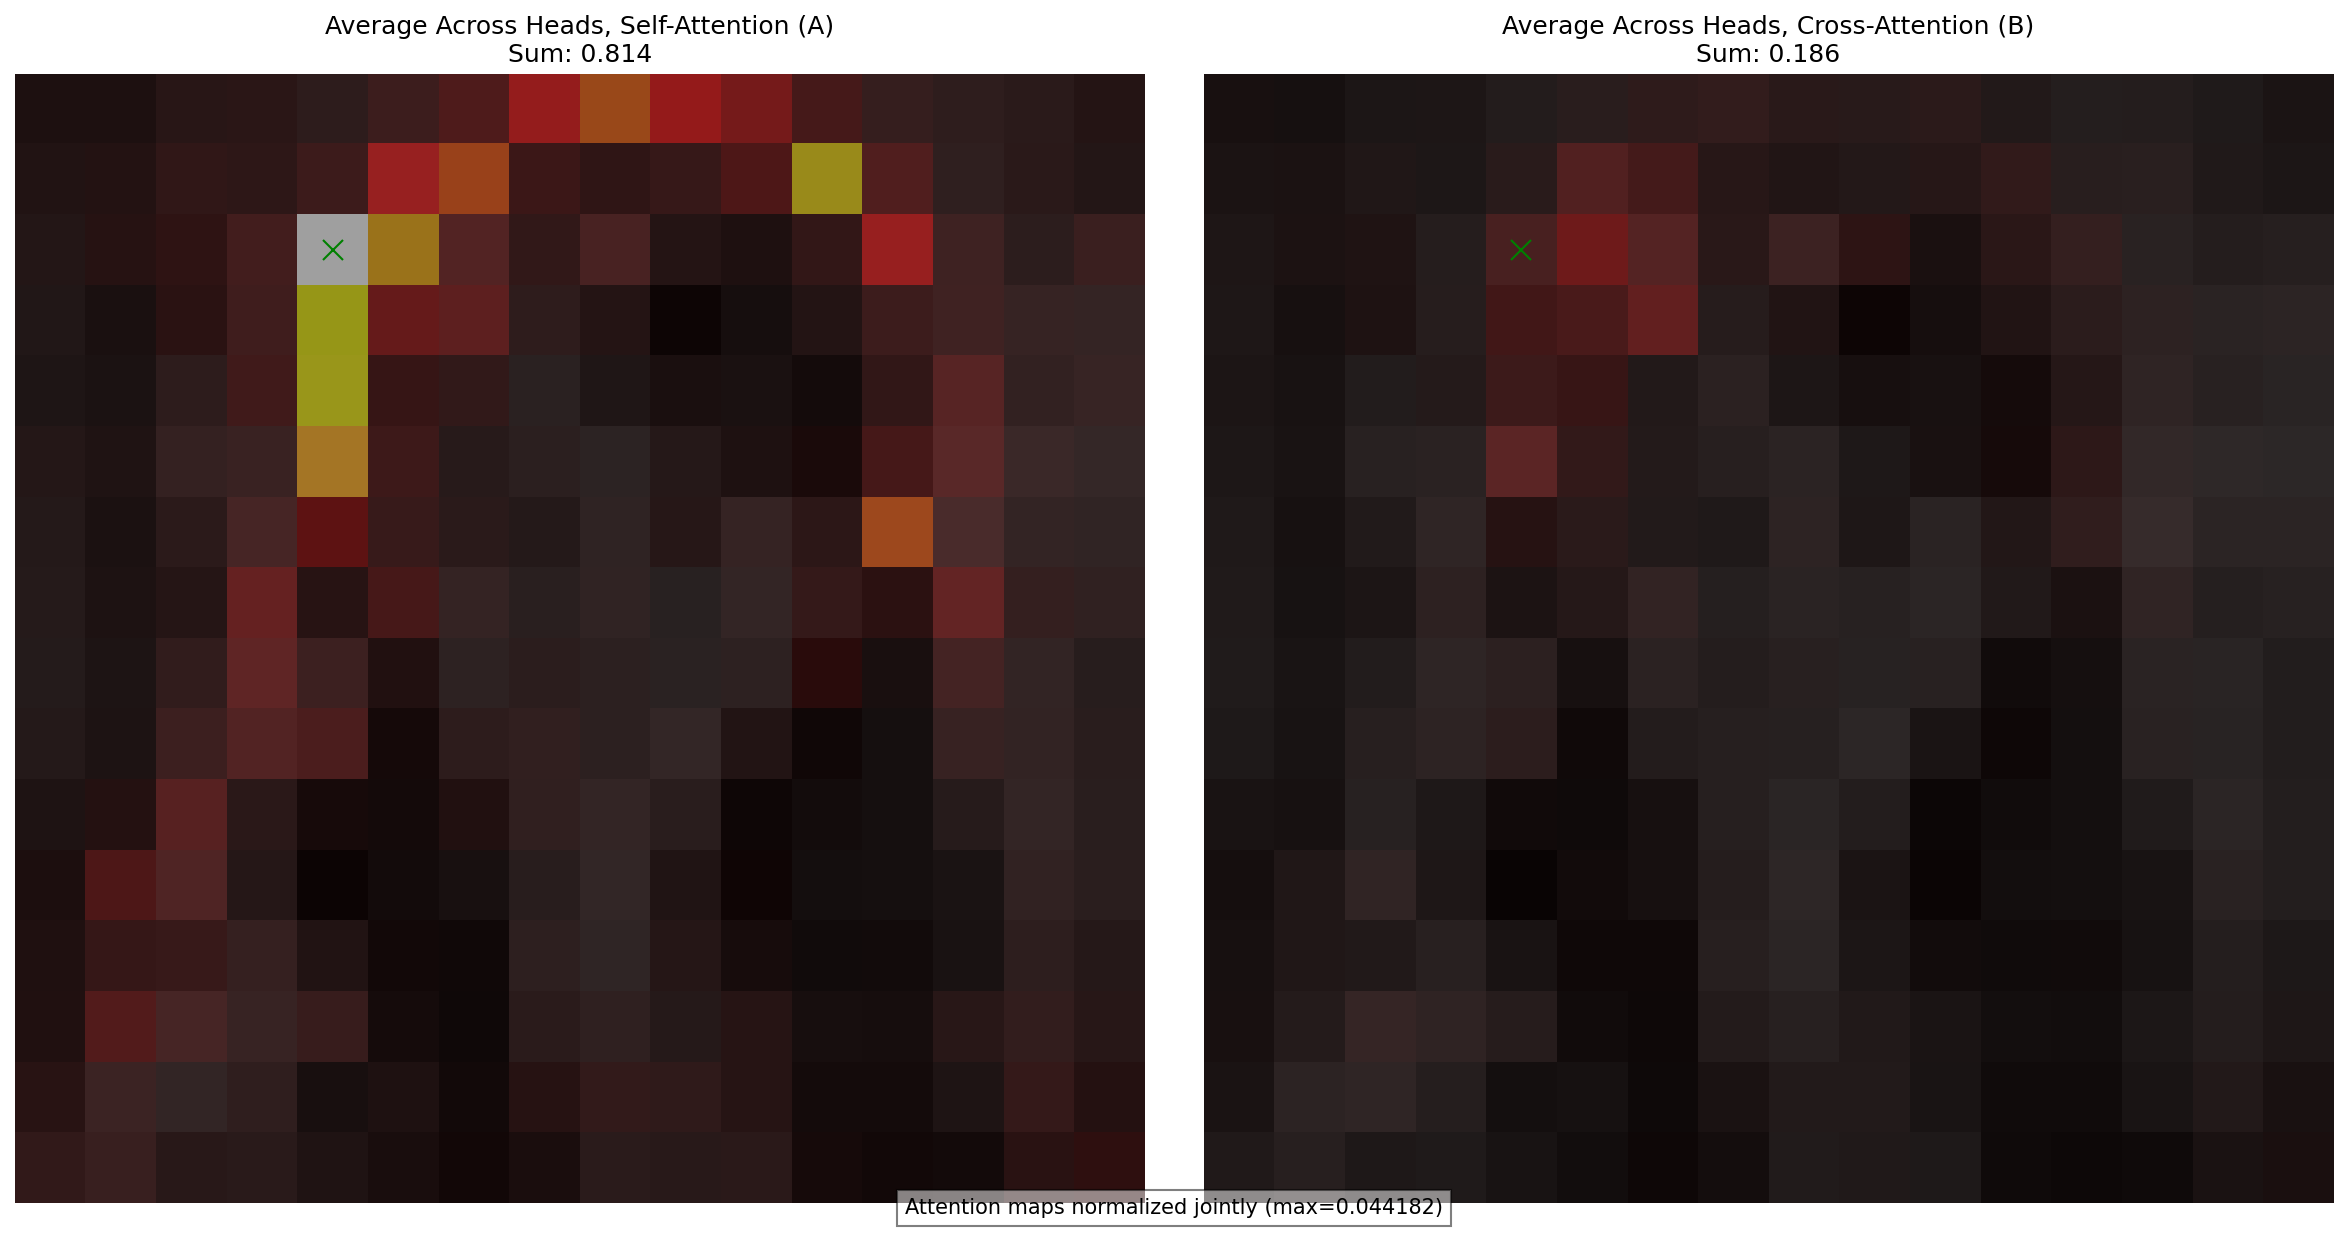 Average Across Heads, Self-Attention (A)
Sum: 0.814
Average Across Heads, Cross-Attention (B)
Sum: 0.186
Attention maps normalized jointly (max=0.044182)